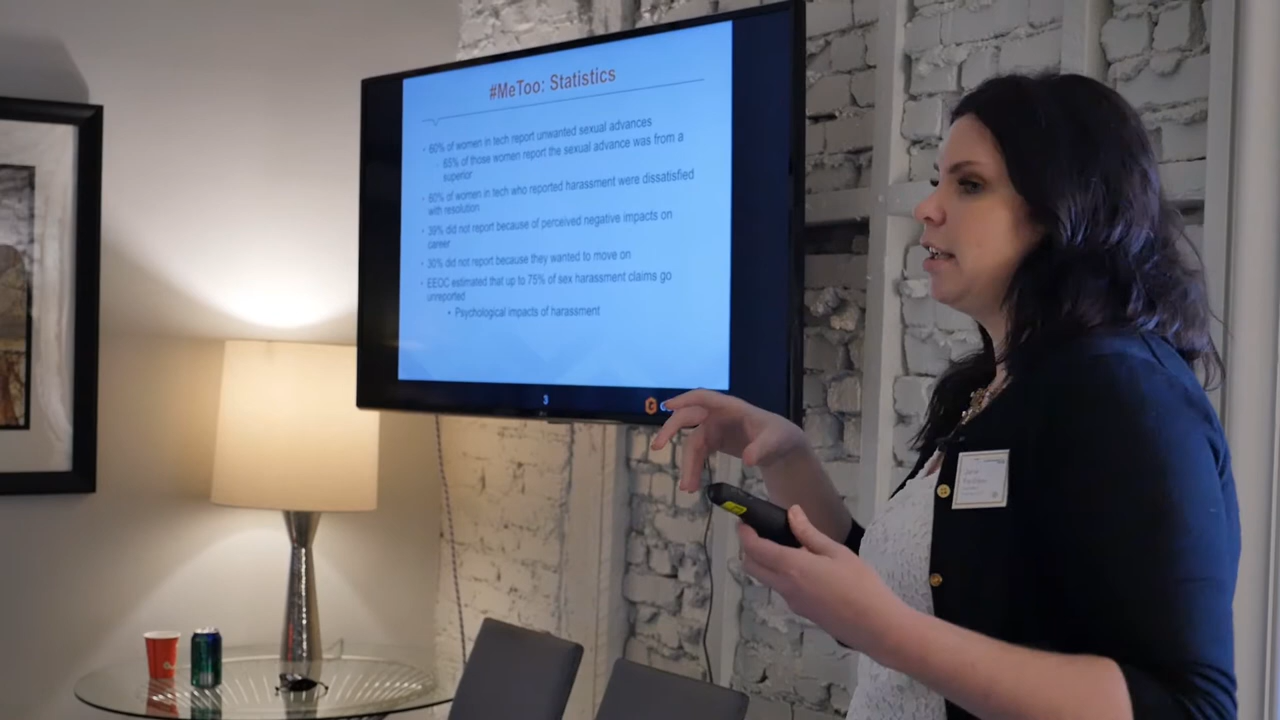 #MeToo: Statistics
60% of women in tech report unwanted sexual advances
65% of those women report the sexual advance was from a
superior
60% of women in tech who reported harassment were dissatisfied
with resolution
39% did not report because of perceived negative impacts on
career
30% did not report because they wanted to move on
EEOC estimated that up to 75% of sex harassment claims go
unreported
Psychological impacts of harassment
3